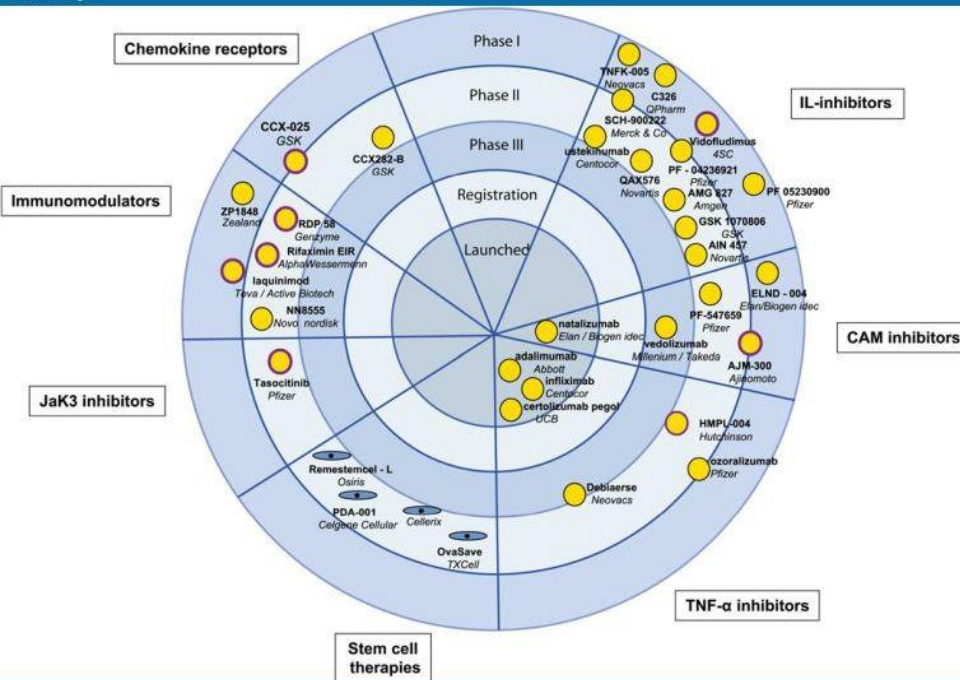 Chemokine receptors
Phase I
Phase II
Phase III
Registration
Launched
IL-inhibitors
TNFK-005
Neovacs
C326
QPharm
SCH-900222
Merck & Co
Vidofludimus
4SC
ustekinumab
Centocor
PF - 04236921
Pfizer
QAX576
Novartis
AMG 827
Amgen
PF 05230900
Pfizer
GSK 1070806
GSK
AIN 457
Novartis
CCX-025
GSK
CCX282-B
GSK
Immunomodulators
ZP1848
Zealand
RDP 58
Genzyme
Rifaximin EIR
AlphaWessermenn
laquinimod
Teva / Active Biotech
NN8555
Novo nordisk
CAM inhibitors
ELND - 004
Elan/Biogen idec
PF-547659
Pfizer
natalizumab
Elan / Biogen idec
vedolizumab
Millenium / Takeda
AJM-300
Ajinomoto
JaK3 inhibitors
Tasocitinib
Pfizer
adalimumab
Abbott
infliximab
Centocor
certolizumab pegol
UCB
HMPL-004
Hutchinson
ozoralizumab
Pfizer
Debiaerse
Neovacs
Remestemcel - L
Osiris
PDA-001
Celgene Cellular
Cellerix
OvaSave
TXCell
TNF-α inhibitors
Stem cell
therapies